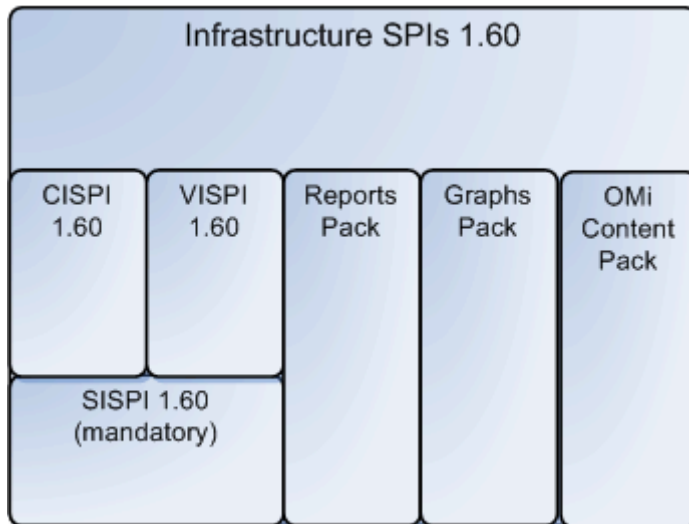 Infrastructure SPIs 1.60
CISPI
1.60
VISPI
1.60
Reports
Pack
Graphs
Pack
OMi
Content
Pack
SISPI 1.60
(mandatory)